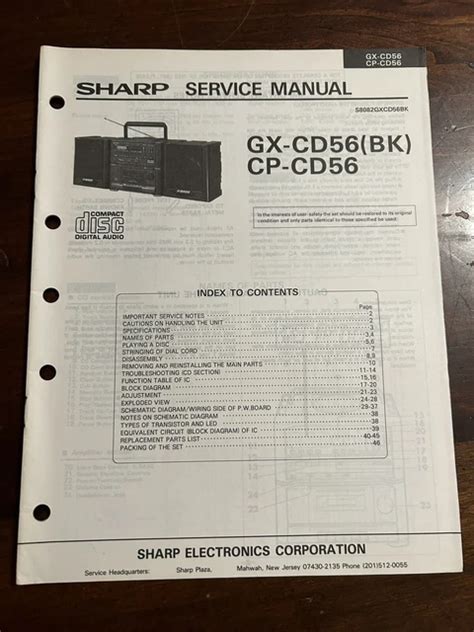 GX-CD56
CP-CD56
SHARP SERVICE MANUAL
S8082GXCD56BK
GX-CD56(BK)
CP-CD56
COMPACT
disc
DIGITAL AUDIO
In the interests of user-safety the set should be restored to its original
condition and only parts identical to those specified be used.
INDEX TO CONTENTS
Page
IMPORTANT SERVICE NOTES 2
CAUTIONS ON HANDLING THE UNIT 2
SPECIFICATIONS 3
NAMES OF PARTS 3,4
PLAYING A DISC 5,6
STRINGING OF DIAL CORD 7
DISASSEMBLY 8,9
REMOVING AND REINSTALLING THE MAIN PARTS 10
TROUBLESHOOTING (CD SECTION) 11-14
FUNCTION TABLE OF IC 15,16
BLOCK DIAGRAM 17-20
ADJUSTMENT 21-23
EXPLODED VIEW 24-28
SCHEMATIC DIAGRAM/WIRING SIDE OF P.W.BOARD 28-37
NOTES ON SCHEMATIC DIAGRAM 38
TYPES OF TRANSISTOR AND LED 38
EQUIVALENT CIRCUIT (BLOCK DIAGRAM) OF IC 39
REPLACEMENT PARTS LIST 40-45
PACKING OF THE SET 46
SHARP ELECTRONICS CORPORATION
Service Headquarters: Sharp Plaza, Mahwah, New Jersey 07430-2135 Phone (201)512-0055